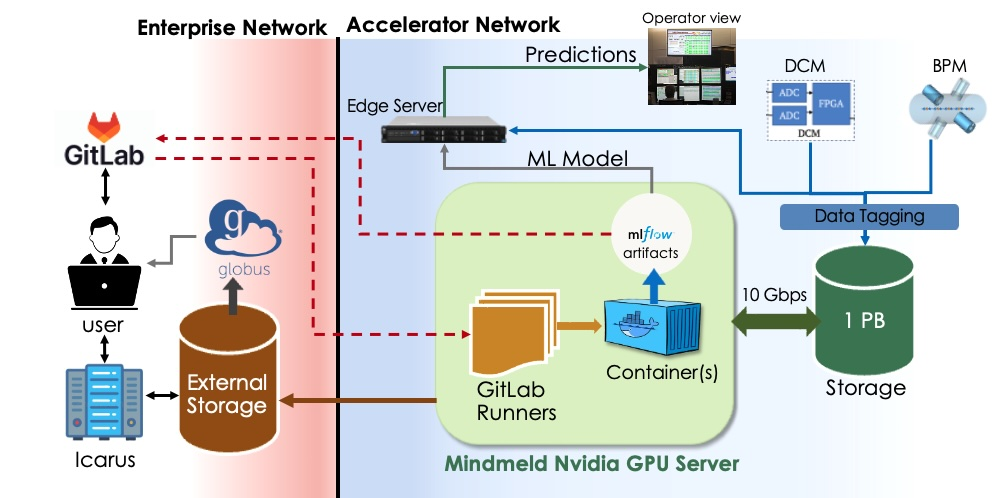 Enterprise Network
Accelerator Network
Operator view
Predictions
DCM
BPM
Edge Server
ADC
ADC
FPGA
DCM
GitLab
ML Model
Data Tagging
mlflow
artifacts
g
globus
10 Gbps
1 PB
user
External
Storage
GitLab
Runners
Container(s)
Storage
Icarus
Mindmeld Nvidia GPU Server